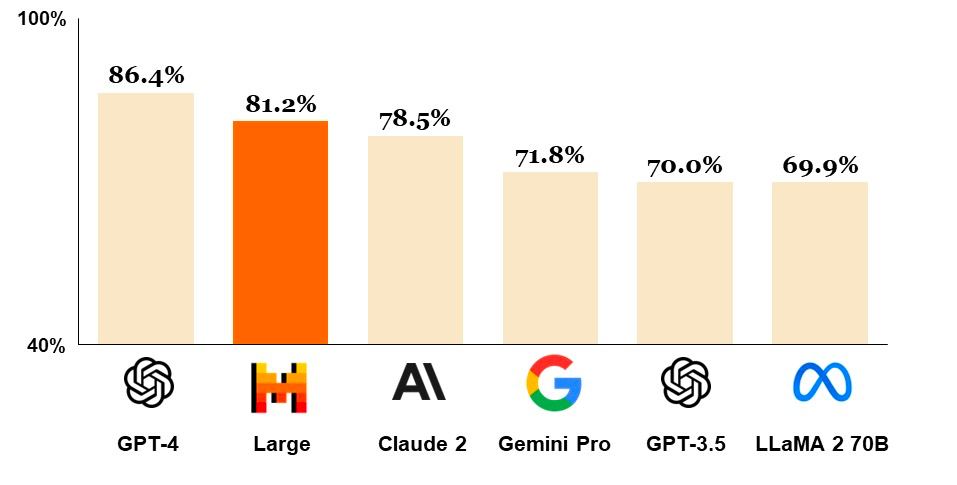 100%
86.4%
81.2%
78.5%
71.8%
70.0%
69.9%
40%
GPT-4
Large
Claude 2
Gemini Pro
GPT-3.5
LLaMA 2 70B